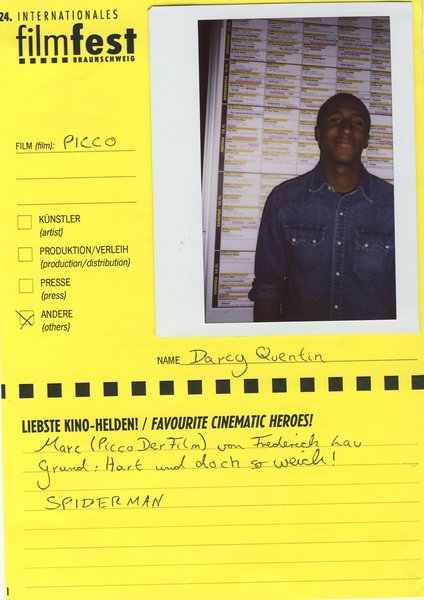 24. INTERNATIONALES
filmfest
BRAUNSCHWEIG
FILM (film): PICCO
KÜNSTLER
(artist)
PRODUKTION/VERLEIH
(production/distribution)
PRESSE
(press)
ANDERE
(others)
NAME Darcy Quentin
LIEBSTE KINO-HELDEN! / FAVOURITE CINEMATIC HEROES!
Marc (Picco Der Film) von Frederich Lau
Grund: Hart und doch so weich!
SPIDERMAN